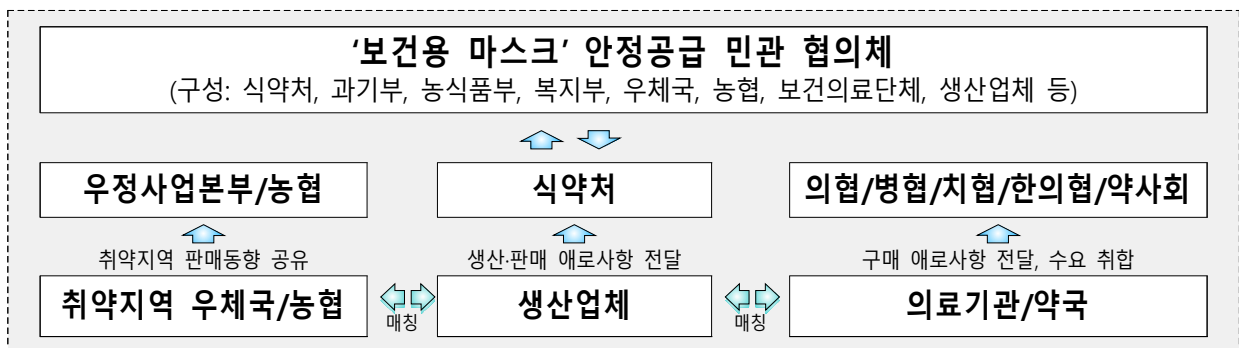 ‘보건용 마스크’ 안정공급 민관 협의체
(구성: 식약처, 과기부, 농식품부, 복지부, 우체국, 농협, 보건의료단체, 생산업체 등)
우정사업본부/농협
식약처
의협/병협/치협/한의협/약사회
취약지역 판매동향 공유
생산·판매 애로사항 전달
구매 애로사항 전달, 수요 취합
취약지역 우체국/농협
매칭
생산업체
매칭
의료기관/약국